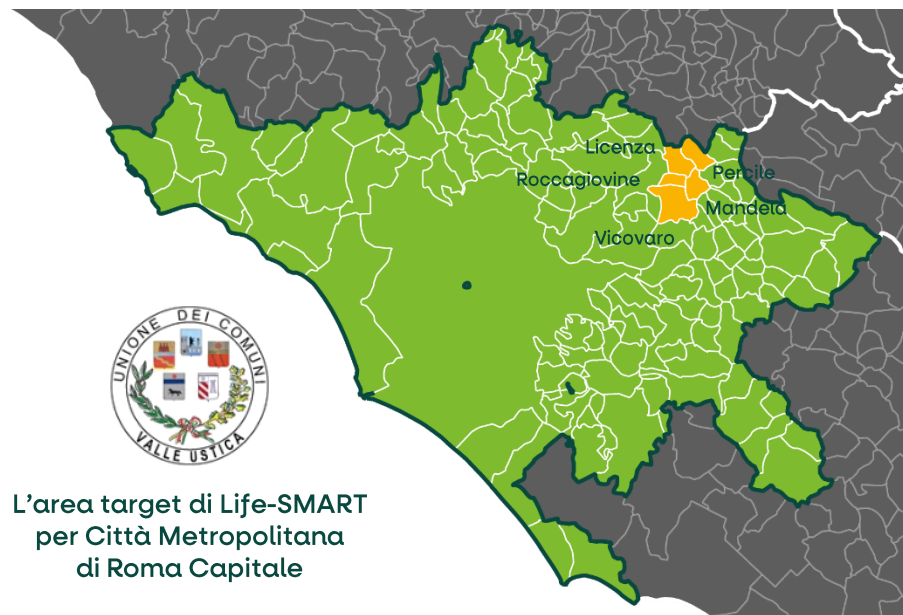 Licenza
Roccagiovine
Percile
Mandela
Vicovaro
UNIONE DEI COMUNI
VALLE USTICA
L'area target di Life-SMART
per Città Metropolitana
di Roma Capitale